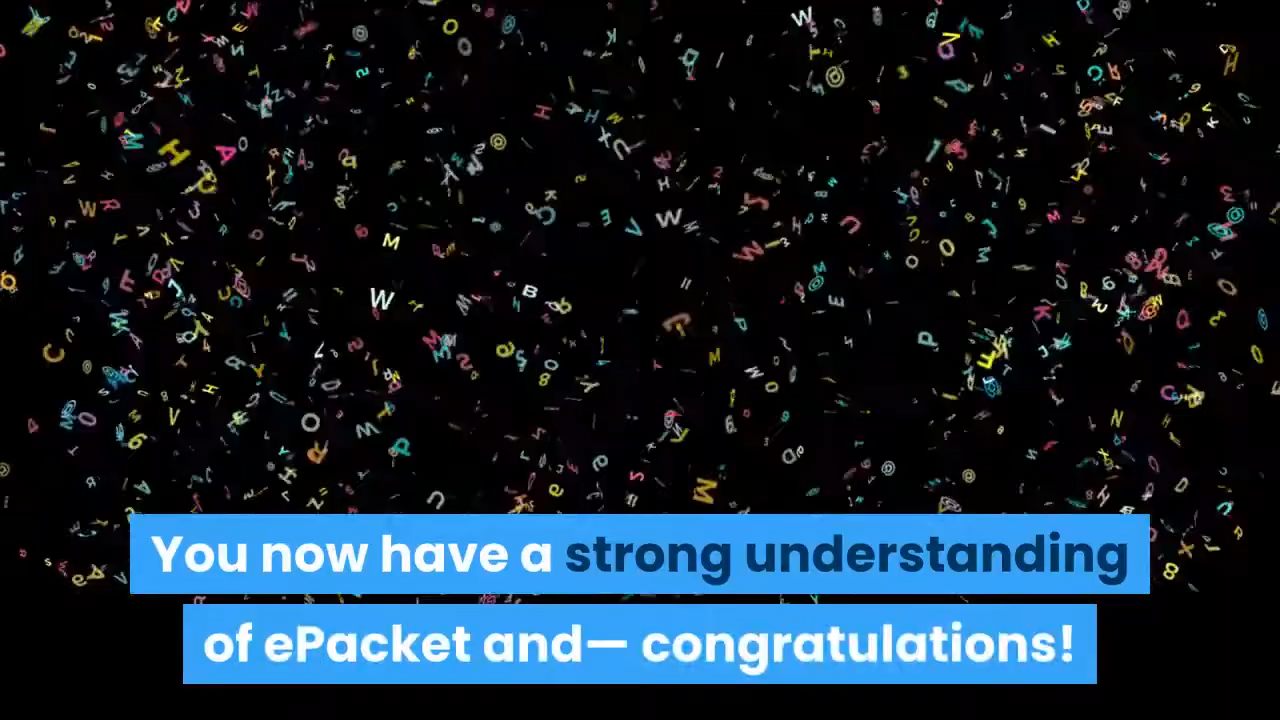 You now have a strong understanding
of ePacket and— congratulations!